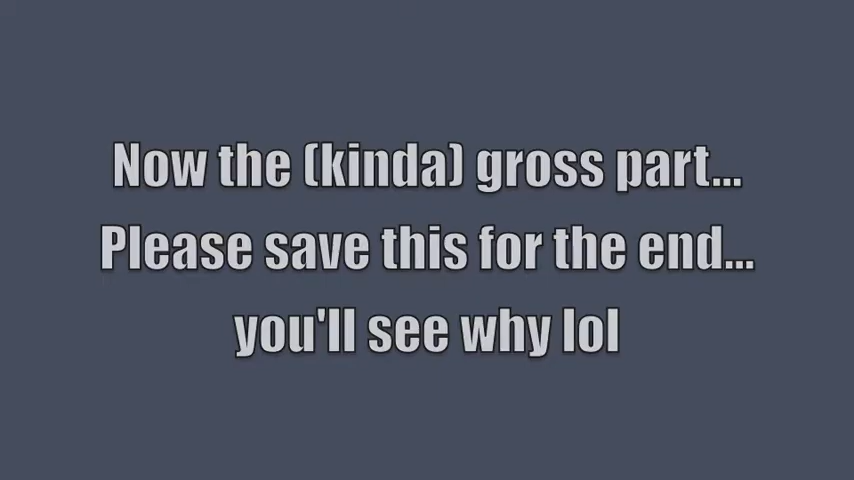 Now the (kinda) gross part...
Please save this for the end...
you'll see why lol